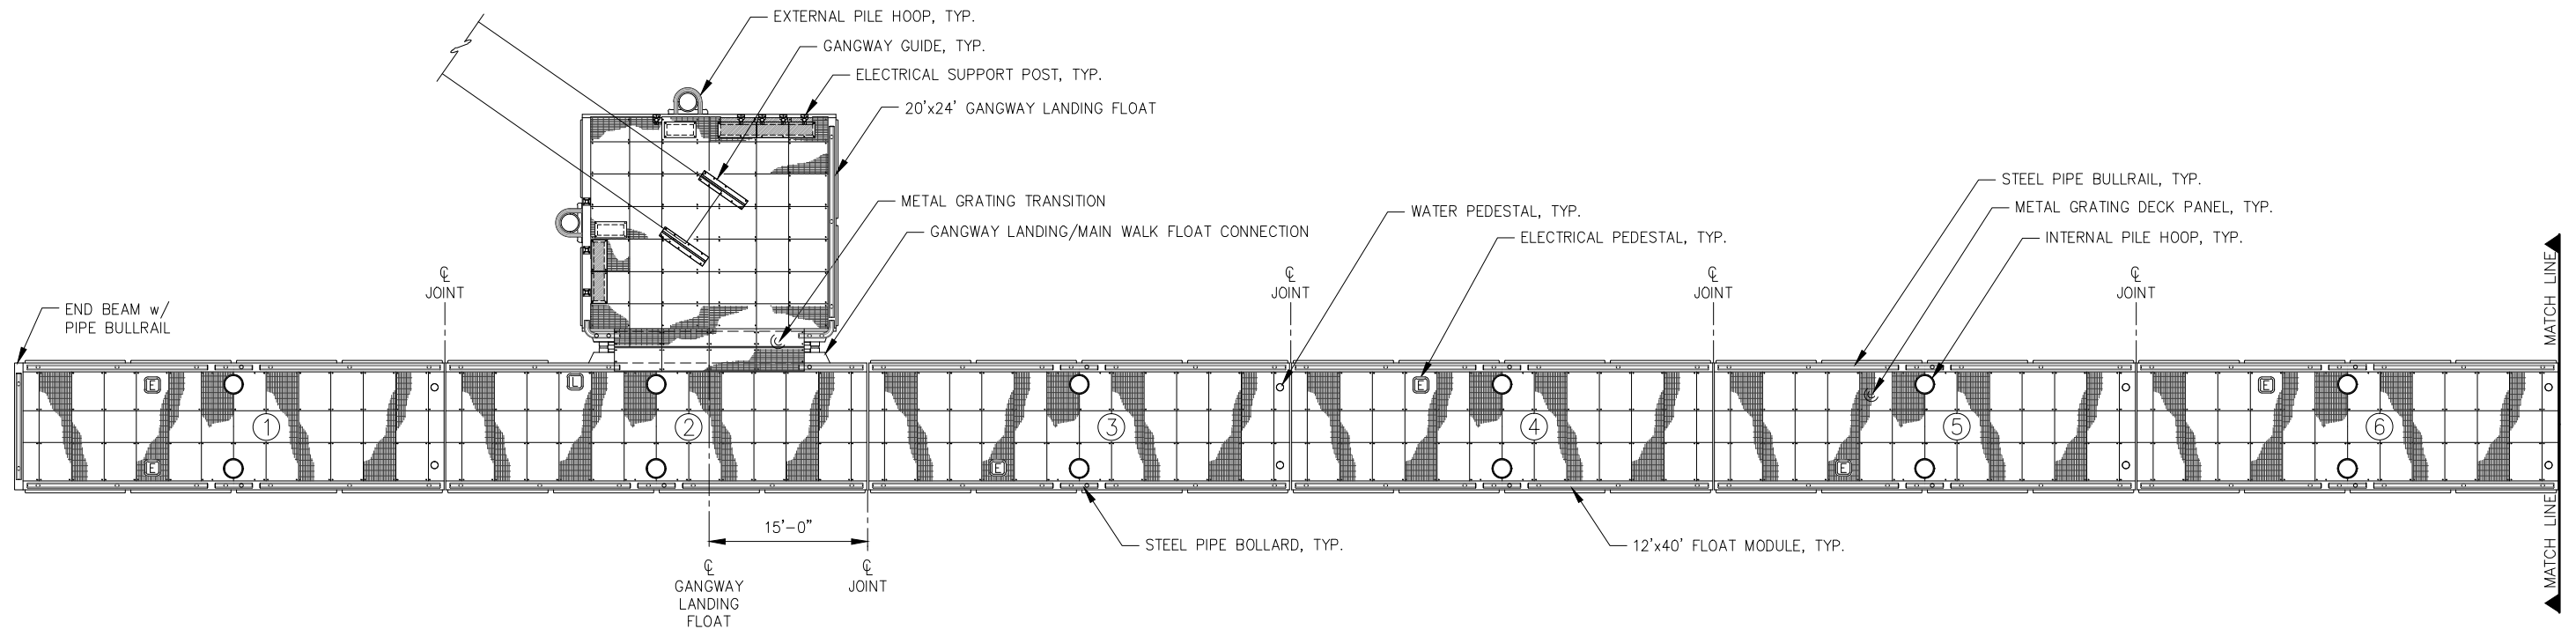 EXTERNAL PILE HOOP, TYP.
GANGWAY GUIDE, TYP.
ELECTRICAL SUPPORT POST, TYP.
20'x24' GANGWAY LANDING FLOAT
METAL GRATING TRANSITION
GANGWAY LANDING/MAIN WALK FLOAT CONNECTION
WATER PEDESTAL, TYP.
ELECTRICAL PEDESTAL, TYP.
STEEL PIPE BULLRAIL, TYP.
METAL GRATING DECK PANEL, TYP.
INTERNAL PILE HOOP, TYP.
℄
JOINT
℄
JOINT
℄
JOINT
℄
JOINT
MATCH LINE
END BEAM w/
PIPE BULLRAIL
E
L
E
E
1
2
3
4
5
6
E
E
E
15'-0"
STEEL PIPE BOLLARD, TYP.
12'x40' FLOAT MODULE, TYP.
MATCH LINE
℄
GANGWAY
LANDING
FLOAT
℄
JOINT